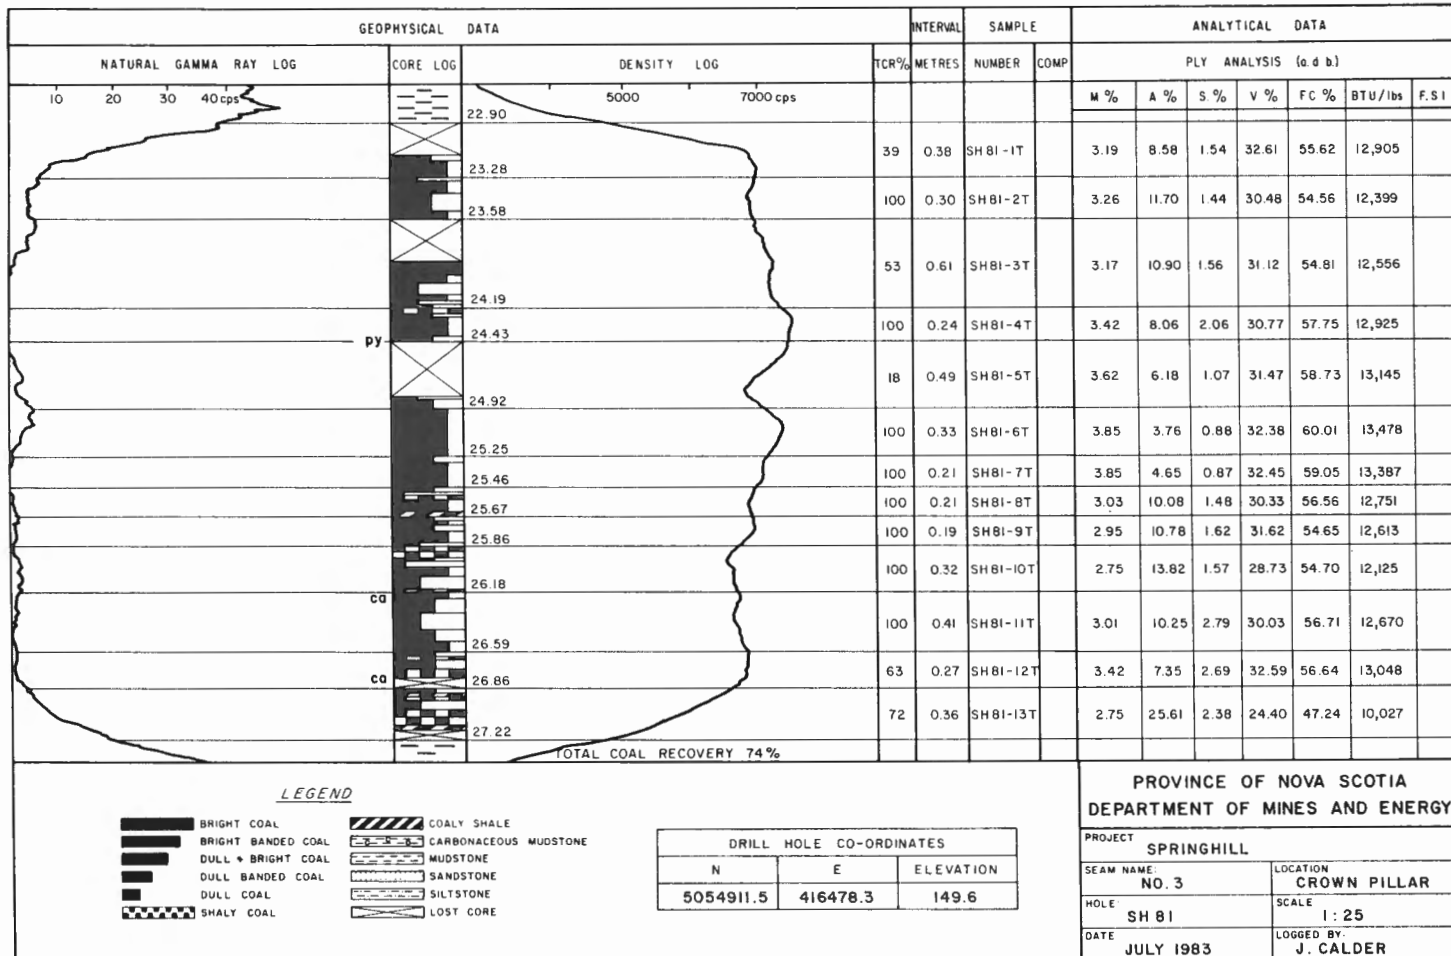 GEOPHYSICAL DATA INTERVAL SAMPLE ANALYTICAL DATA
NATURAL GAMMA RAY LOG CORE LOG DENSITY LOG TCR% METRES NUMBER COMP PLY ANALYSIS (a.d b.)
M % A % S. % V % FC % BTU/lbs F.S.I
10 20 30 40 cps 5000 7000 cps
22.90
39 0.38 SH 81-1T 3.19 8.58 1.54 32.61 55.62 12,905
23.28
100 0.30 SH81-2T 3.26 11.70 1.44 30.48 54.56 12,399
23.58
53 0.61 SH81-3T 3.17 10.90 1.56 31.12 54.81 12,556
24.19
100 0.24 SH81-4T 3.42 8.06 2.06 30.77 57.75 12,925
24.43
py
18 0.49 SH81-5T 3.62 6.18 1.07 31.47 58.73 13,145
24.92
100 0.33 SH81-6T 3.85 3.76 0.88 32.38 60.01 13,478
25.25
100 0.21 SH81-7T 3.85 4.65 0.87 32.45 59.05 13,387
25.46
100 0.21 SH81-8T 3.03 10.08 1.48 30.33 56.56 12,751
25.67
100 0.19 SH81-9T 2.95 10.78 1.62 31.62 54.65 12,613
25.86
100 0.32 SH81-10T 2.75 13.82 1.57 28.73 54.70 12,125
26.18
ca
100 0.41 SH81-11T 3.01 10.25 2.79 30.03 56.71 12,670
26.59
63 0.27 SH81-12T 3.42 7.35 2.69 32.59 56.64 13,048
ca
26.86
72 0.36 SH81-13T 2.75 25.61 2.38 24.40 47.24 10,027
27.22
TOTAL COAL RECOVERY 74%
LEGEND
BRIGHT COAL
BRIGHT BANDED COAL
DULL & BRIGHT COAL
DULL BANDED COAL
DULL COAL
SHALY COAL
COALY SHALE
CARBONACEOUS MUDSTONE
MUDSTONE
SANDSTONE
SILTSTONE
LOST CORE
DRILL HOLE CO-ORDINATES
N E ELEVATION
5054911.5 416478.3 149.6
PROVINCE OF NOVA SCOTIA
DEPARTMENT OF MINES AND ENERGY
PROJECT
SPRINGHILL
SEAM NAME:
NO. 3
LOCATION
CROWN PILLAR
HOLE
SH 81
SCALE
1:25
DATE
JULY 1983
LOGGED BY:
J. CALDER